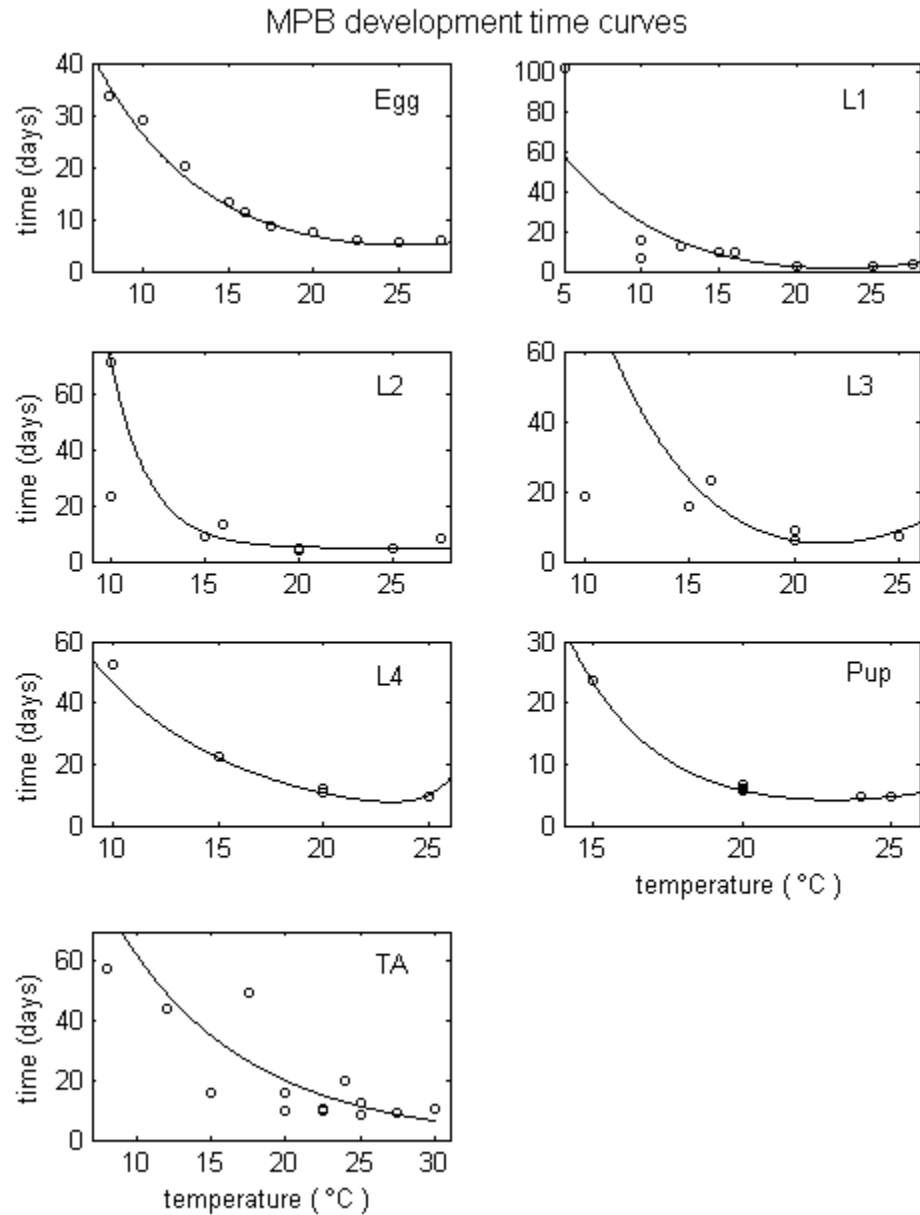 MPB development time curves
40
30
20
10
0
time (days)
Egg
10 15 20 25
100
80
60
40
20
0
L1
5 10 15 20 25
60
40
20
0
time (days)
L2
10 15 20 25
60
40
20
0
L3
10 15 20 25
60
40
20
0
time (days)
L4
10 15 20 25
30
20
10
0
Pup
15 20 25
temperature ( °C )
60
40
20
0
time (days)
TA
10 15 20 25 30
temperature ( °C )